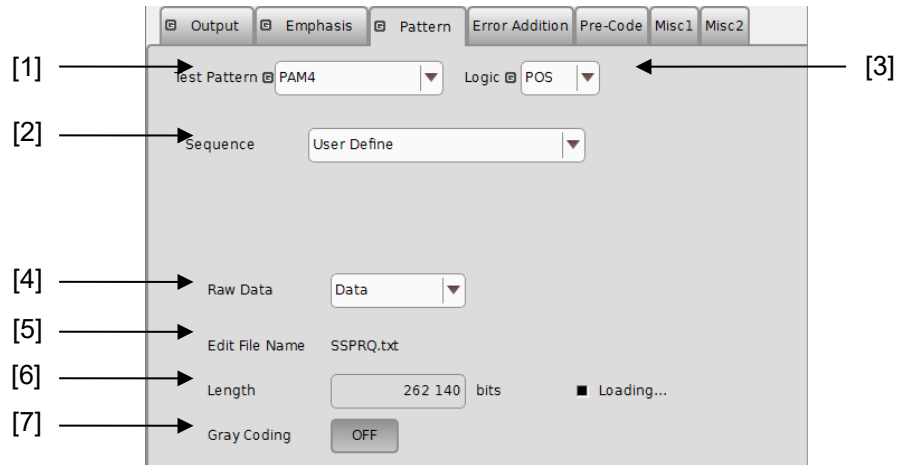 G Output G Emphasis G Pattern Error Addition Pre-Code Misc1 Misc2
[1] Test Pattern G PAM4 Logic G POS [3]
[2] Sequence User Define
[4] Raw Data Data
[5] Edit File Name SSPRQ.txt
[6] Length 262 140 bits Loading...
[7] Gray Coding OFF